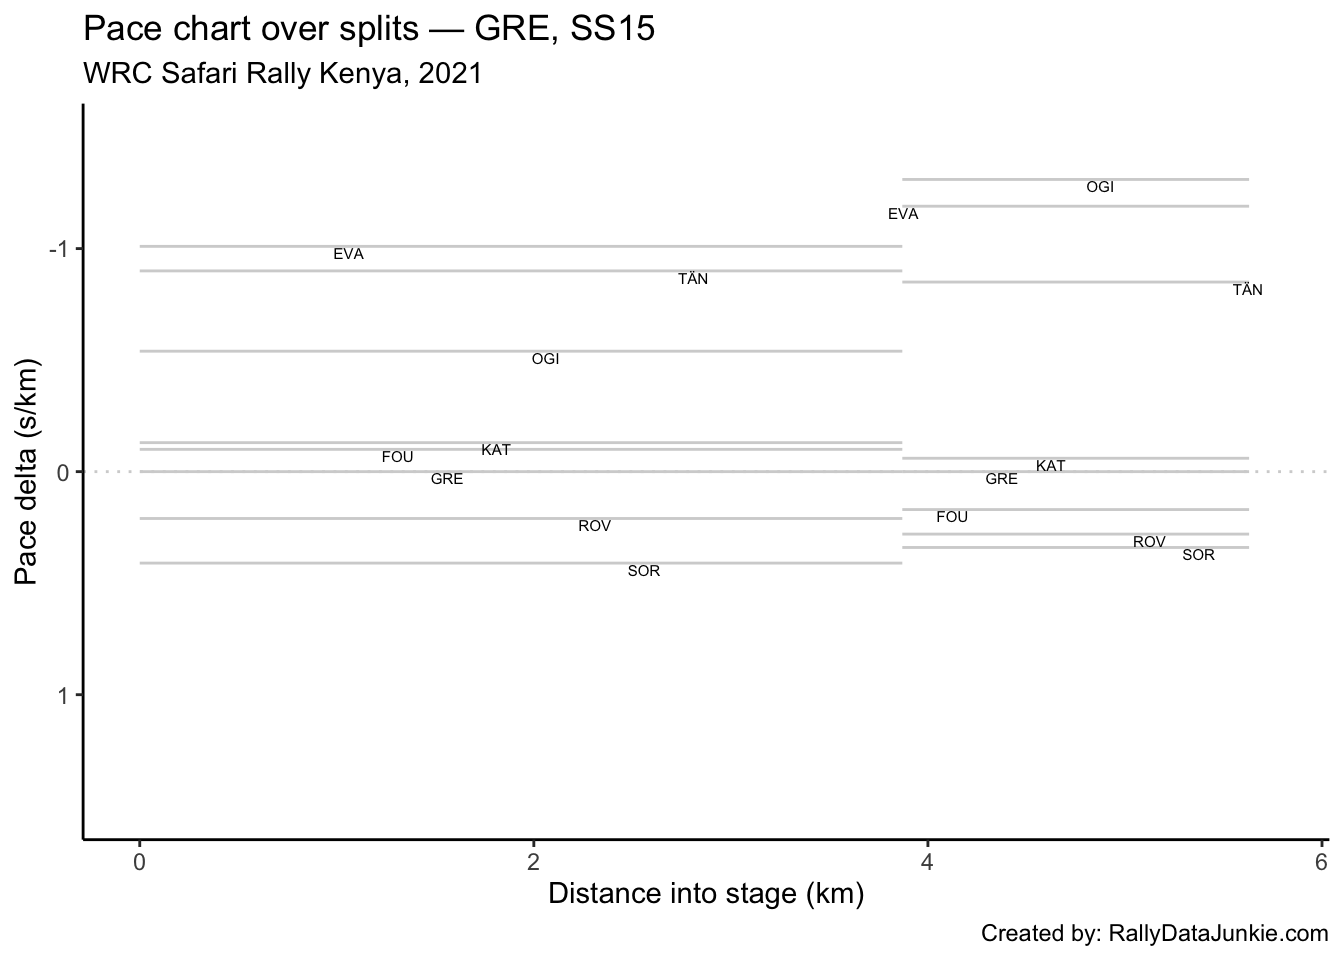 Pace chart over splits — GRE, SS15
WRC Safari Rally Kenya, 2021
OGI
EVA
-1
EVA
TÄN
TÄN
OGI
FOU
KAT
KAT
0
GRE
GRE
FOU
ROV
ROV
SOR
SOR
1
Pace delta (s/km)
0 2 4 6
Distance into stage (km)
Created by: RallyDataJunkie.com